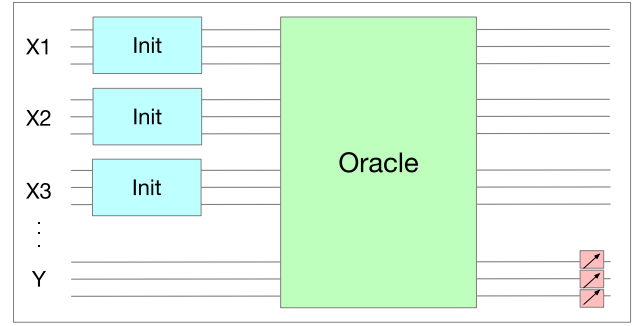 X1
Init
X2
Init
Oracle
X3
Init
Y